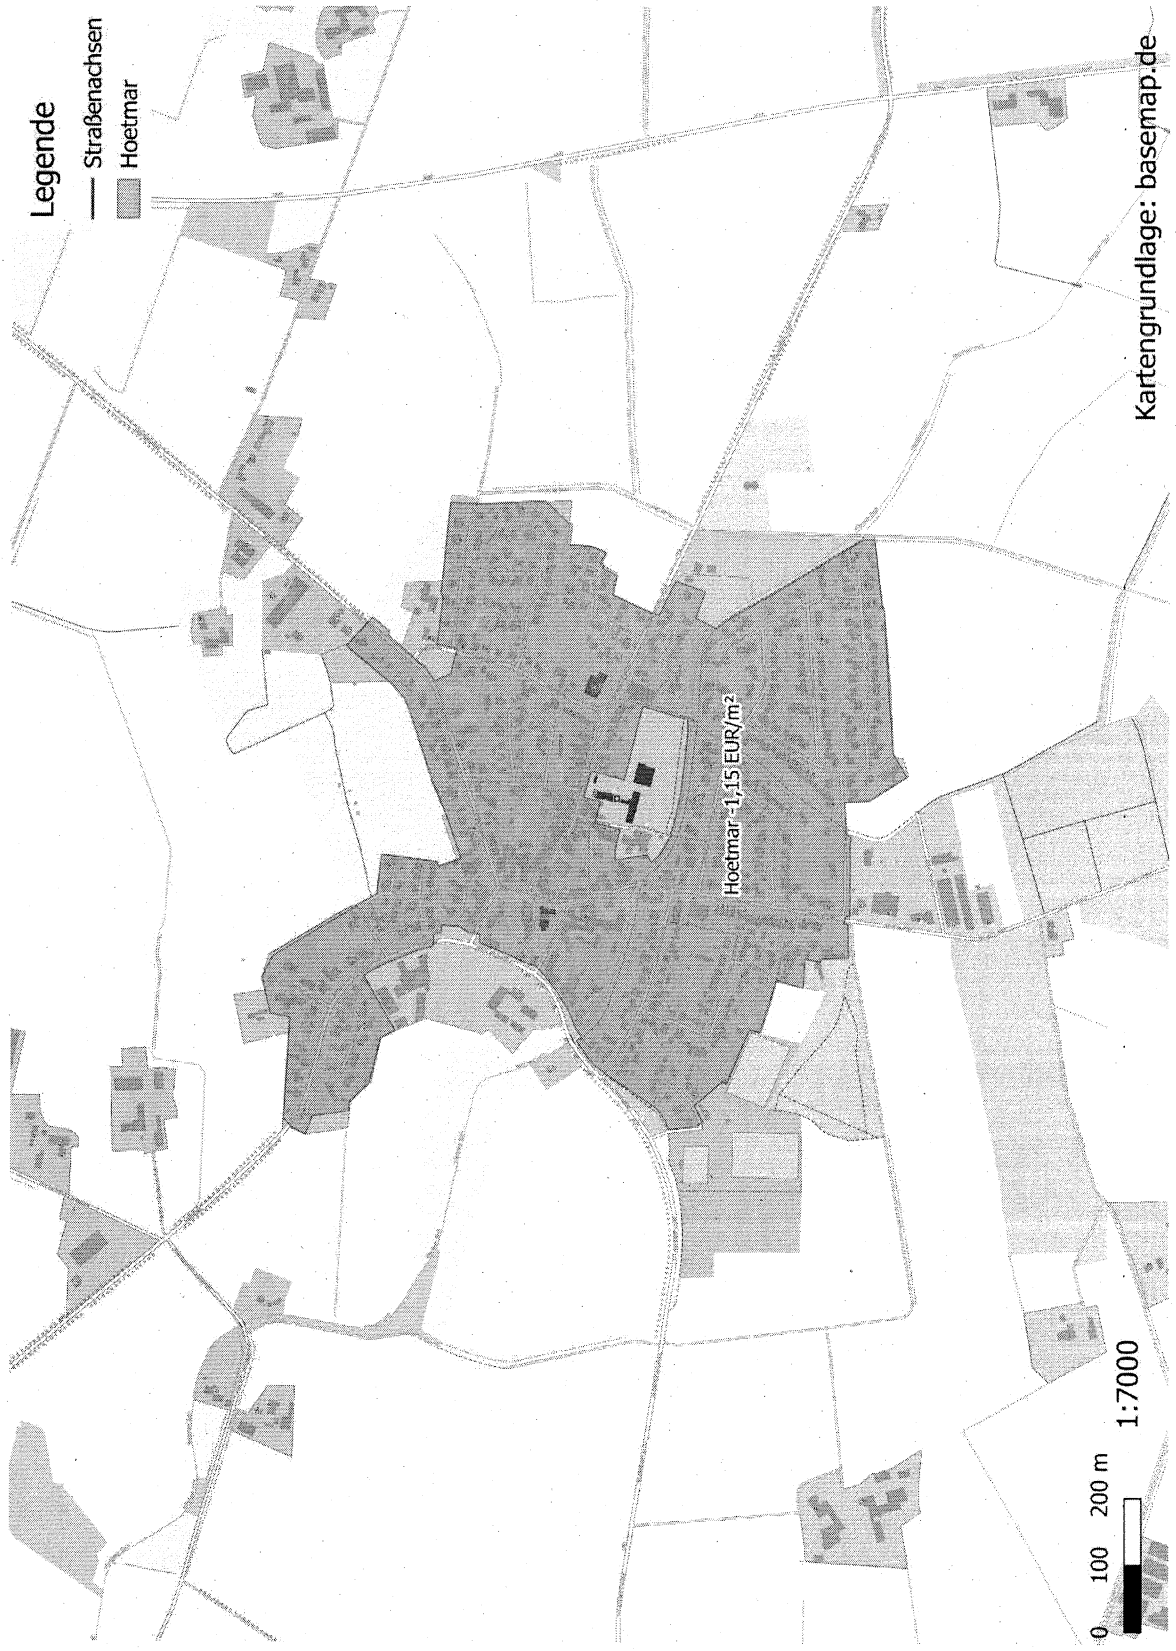 Legende
Straßenachsen
Hoetmar
Hoetmar -1,15 EUR/m²
0 100 200 m
1:7000
Kartengrundlage: basemap.de